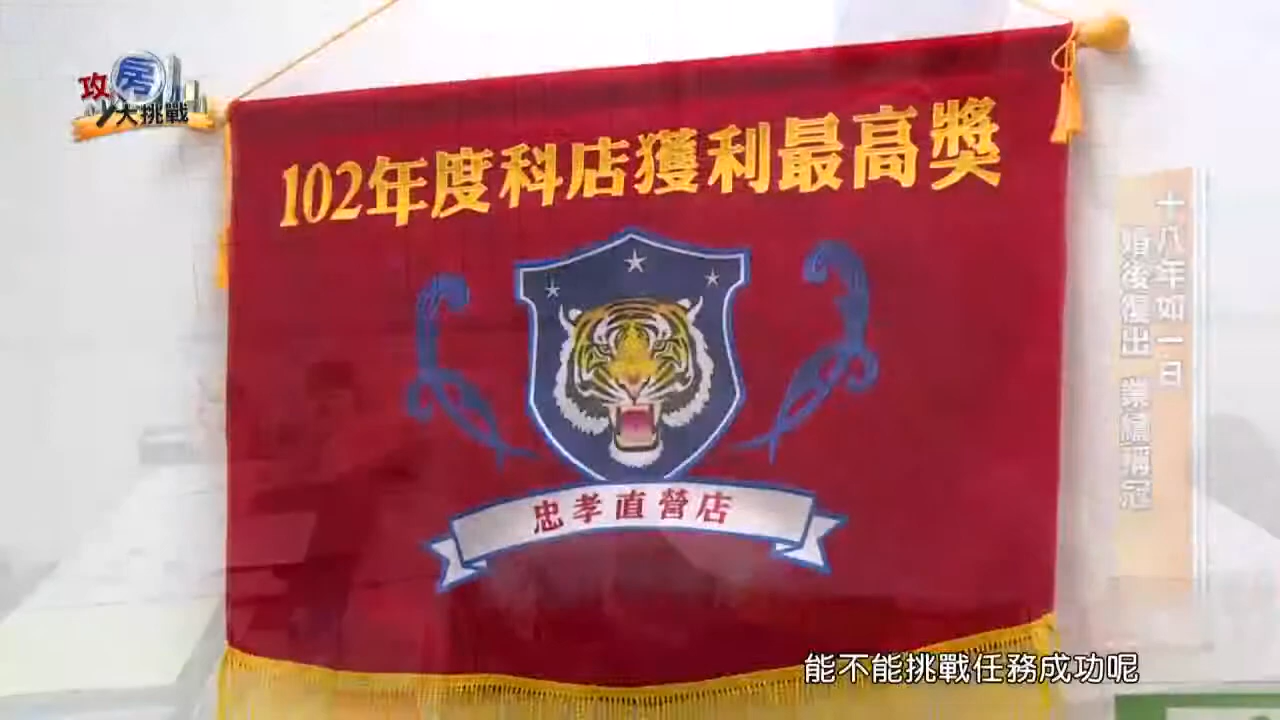 攻房
大挑戰
102年度科店獲利最高獎
忠孝直營店
十八年如一日
婚後復出 業績稱冠
能不能挑戰任務成功呢